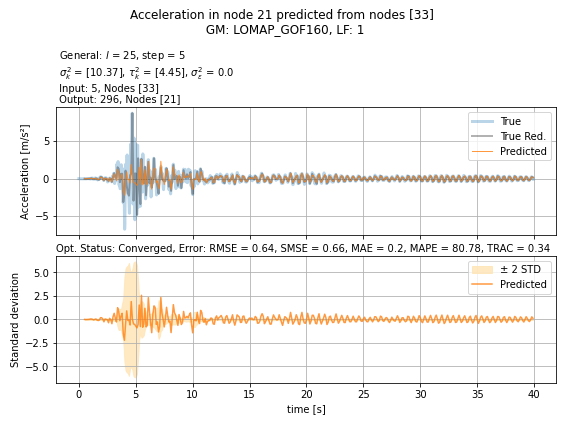 Acceleration in node 21 predicted from nodes [33]
GM: LOMAP_GOF160, LF: 1
General: l = 25, step = 5
σ²ₖ = [10.37], τ²ₖ = [4.45], σ²_ε = 0.0
Input: 5, Nodes [33]
Output: 296, Nodes [21]
Acceleration [m/s²]
5
0
−5
True
True Red.
Predicted
Opt. Status: Converged, Error: RMSE = 0.64, SMSE = 0.66, MAE = 0.2, MAPE = 80.78, TRAC = 0.34
Standard deviation
5.0
2.5
0.0
−2.5
−5.0
± 2 STD
Predicted
0 5 10 15 20 25 30 35 40
time [s]